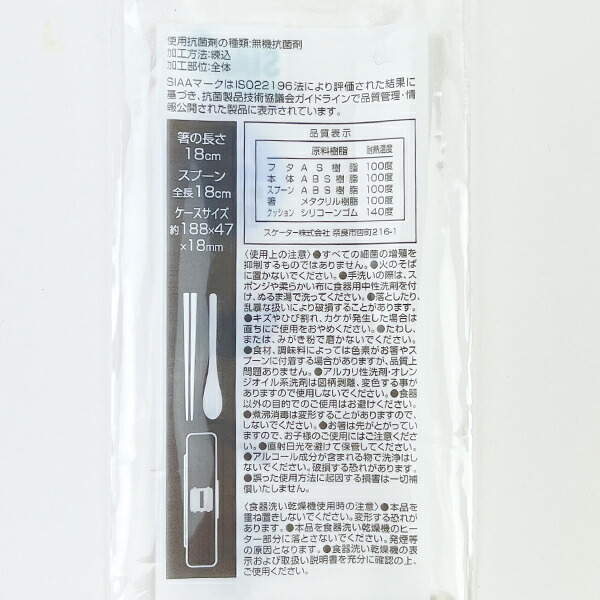 使用抗菌剤の種類:無機抗菌剤
加工方法:練込
加工部位:全体
SIAAマークはISO22196法により評価された結果に
基づき、抗菌製品技術協議会ガイドラインで品質管理・情
報公開された製品に表示されています。
箸の長さ
18cm
スプーン
全長18cm
ケースサイズ
約188×47
×18mm
品質表示
原料樹脂 耐熱温度
フタ AS樹脂 100度
本体 ABS樹脂 100度
スプーン ABS樹脂 100度
箸 メタクリル樹脂 100度
クッション シリコーンゴム 140度
スケーター株式会社 奈良市杏町216-1
〈使用上の注意〉●すべての細菌の増殖を
抑制するものではありません。●火のそば
に置かないでください。●手洗いの際は、ス
ポンジや柔らかい布に食器用中性洗剤を付
け、ぬるま湯で洗ってください。●落としたり、
乱暴な扱いにより破損することがあります。
●キズやひび割れ、カケが発生した場合は
直ちにご使用をおやめください。●たわし、
または、みがき粉で磨かないでください。
●食材、調味料によっては色素がお箸やス
プーンに付着する場合がありますが、品質上
問題ありません。●アルカリ性洗剤・オレン
ジオイル系洗剤は図柄剥離、変色する事が
ありますので使用しないでください。●食器
以外の目的でのご使用はお避けください。
●煮沸消毒は変形することがありますので、
しないでください。●お箸は先がとがってい
ますので、お子様のご使用にはご注意くださ
い。●直射日光を避けて保管してください。
●アルコール成分が含まれる物で洗浄はし
ないでください。破損する恐れがあります。
●誤った使用方法に起因する損害は一切補
償いたしません。
〈食器洗い乾燥機使用時の注意〉●本品を
重ね置きしないでください。変形する恐れが
あります。●本品を食器洗い乾燥機のヒー
ター部分に落とさないでください。発煙等
の原因となります。●食器洗い乾燥機の表
示および取扱い説明書を充分に確認の上、
ご使用ください。